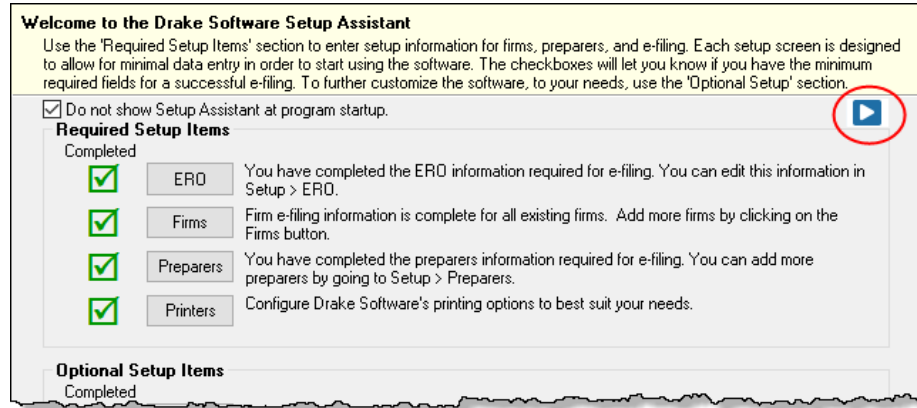 Welcome to the Drake Software Setup Assistant
Use the 'Required Setup Items' section to enter setup information for firms, preparers, and e-filing. Each setup screen is designed
to allow for minimal data entry in order to start using the software. The checkboxes will let you know if you have the minimum
required fields for a successful e-filing. To further customize the software, to your needs, use the 'Optional Setup' section.
Do not show Setup Assistant at program startup.
Required Setup Items
Completed
ERO
You have completed the ERO information required for e-filing. You can edit this information in
Setup > ERO.
Firms
Firm e-filing information is complete for all existing firms. Add more firms by clicking on the
Firms button.
Preparers
You have completed the preparers information required for e-filing. You can add more
preparers by going to Setup > Preparers.
Printers
Configure Drake Software's printing options to best suit your needs.
Optional Setup Items
Completed